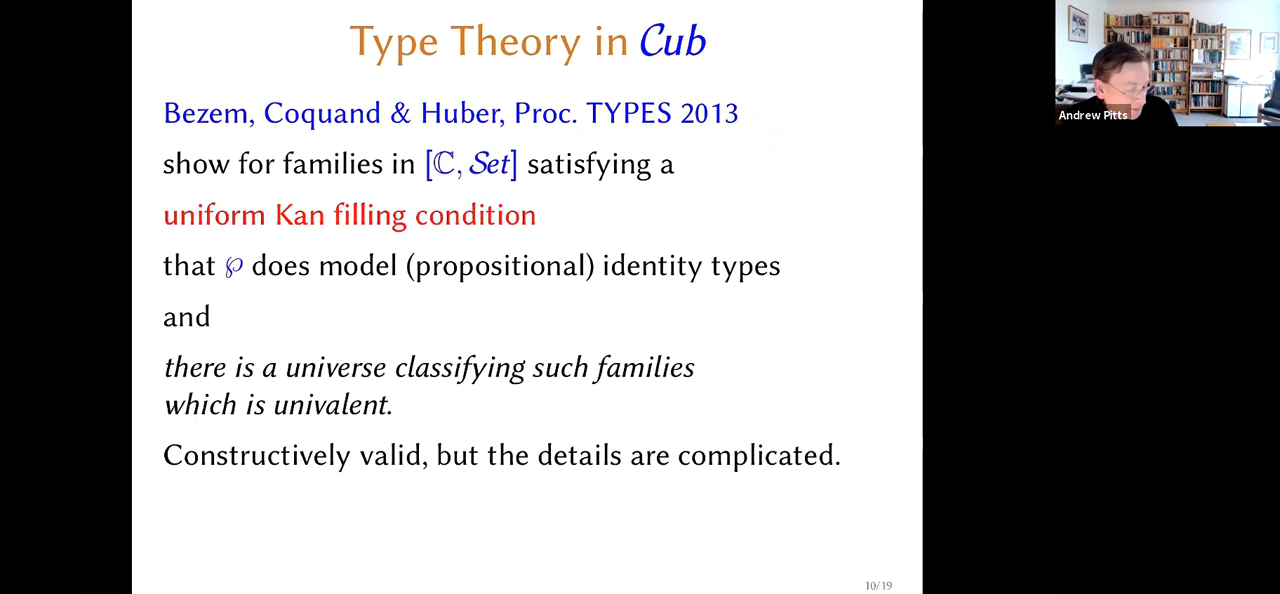 Type Theory in 𝒞ub
Bezem, Coquand & Huber, Proc. TYPES 2013
show for families in [ℂ, 𝒮et] satisfying a
uniform Kan filling condition
that ℘ does model (propositional) identity types
and
there is a universe classifying such families
which is univalent.
Constructively valid, but the details are complicated.
10/19
Andrew Pitts